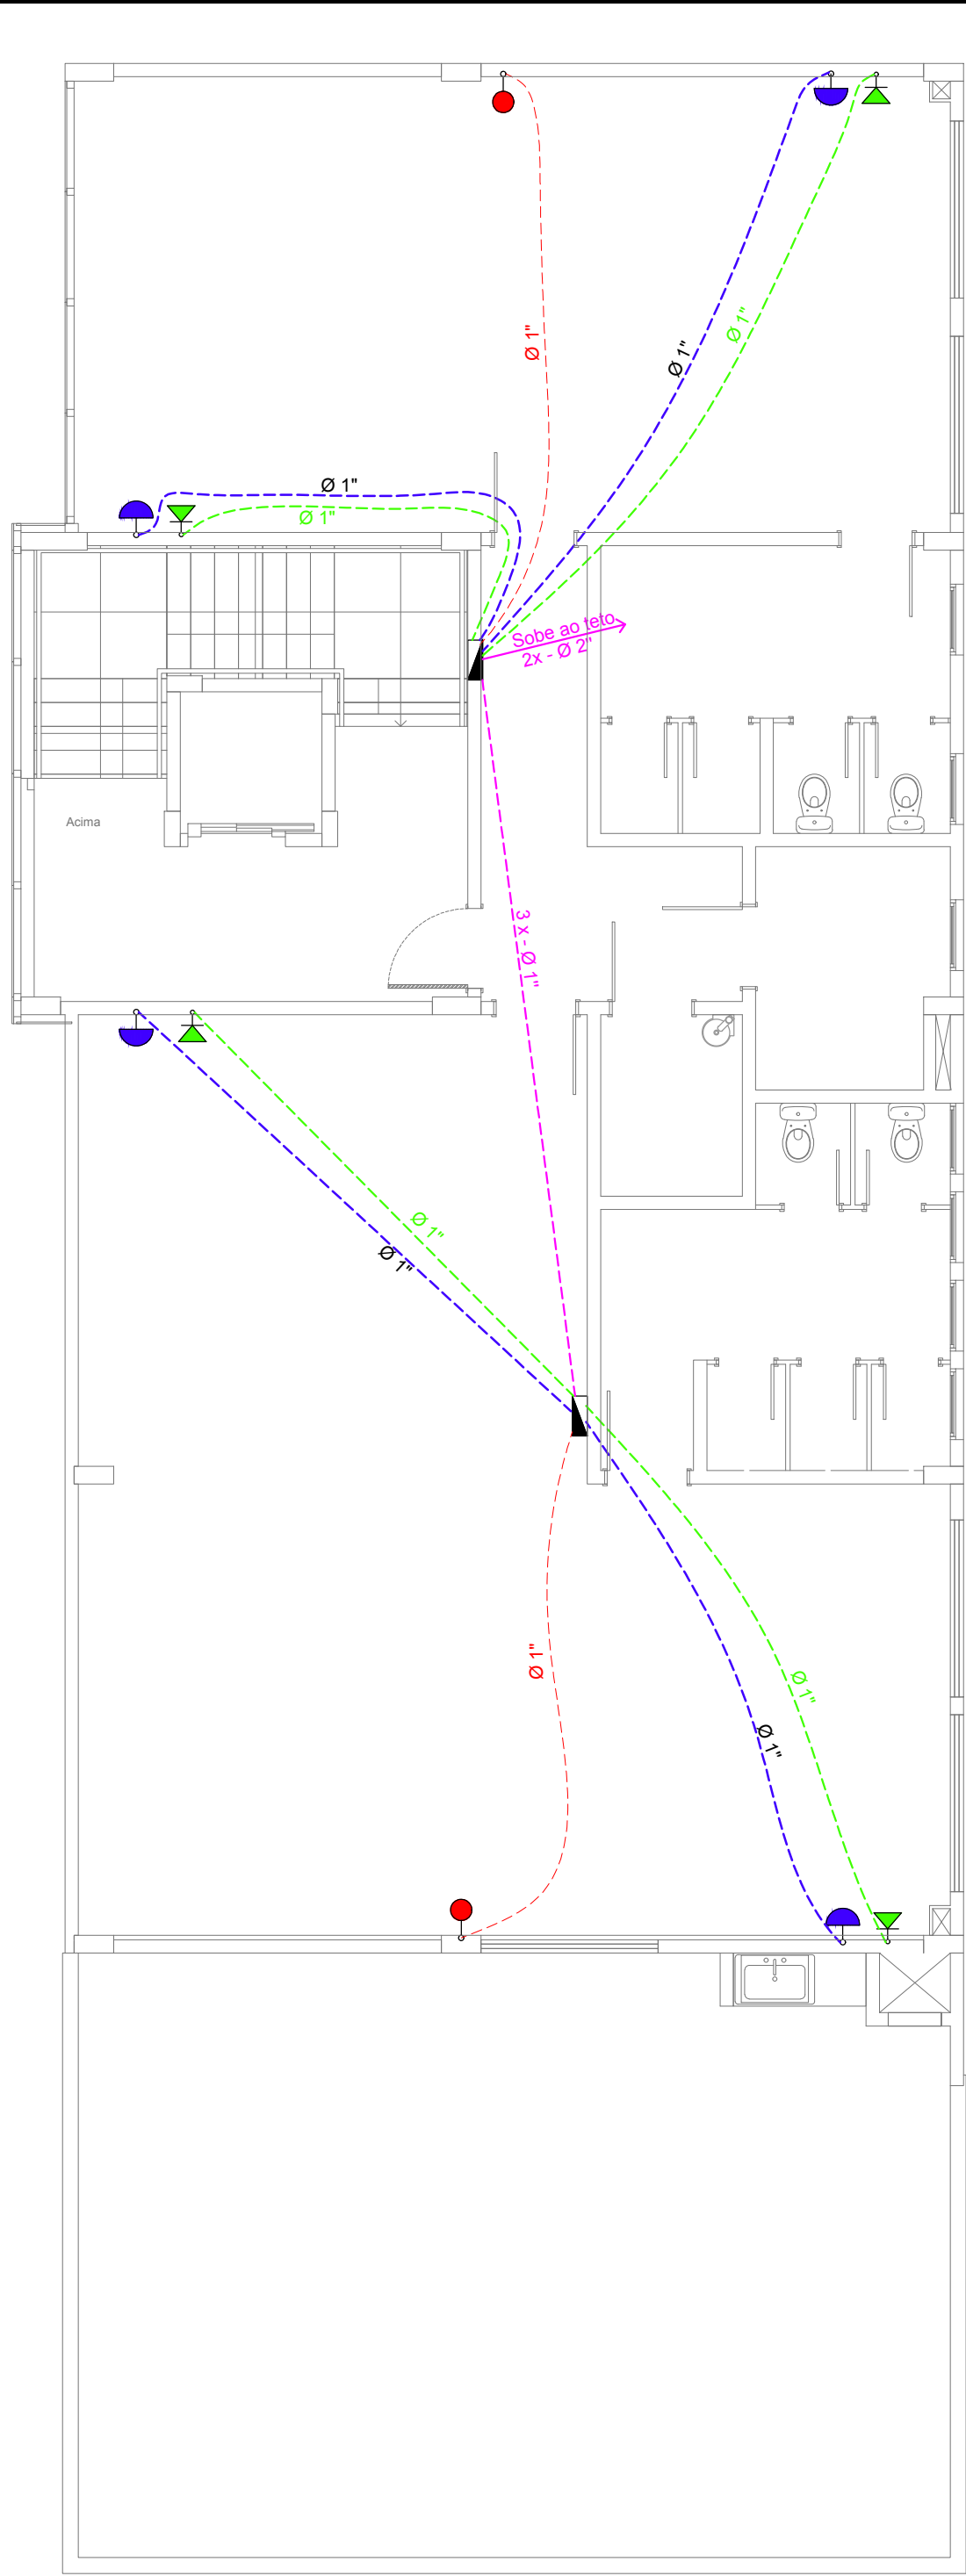 Ø 1"
Ø 1"
Ø 1"
Ø 1"
Ø 1"
Sobe ao teto
2x - Ø 2"
Acima
3 x - Ø 1"
Ø 1"
Ø 1"
Ø 1"
Ø 1"
Ø 1"